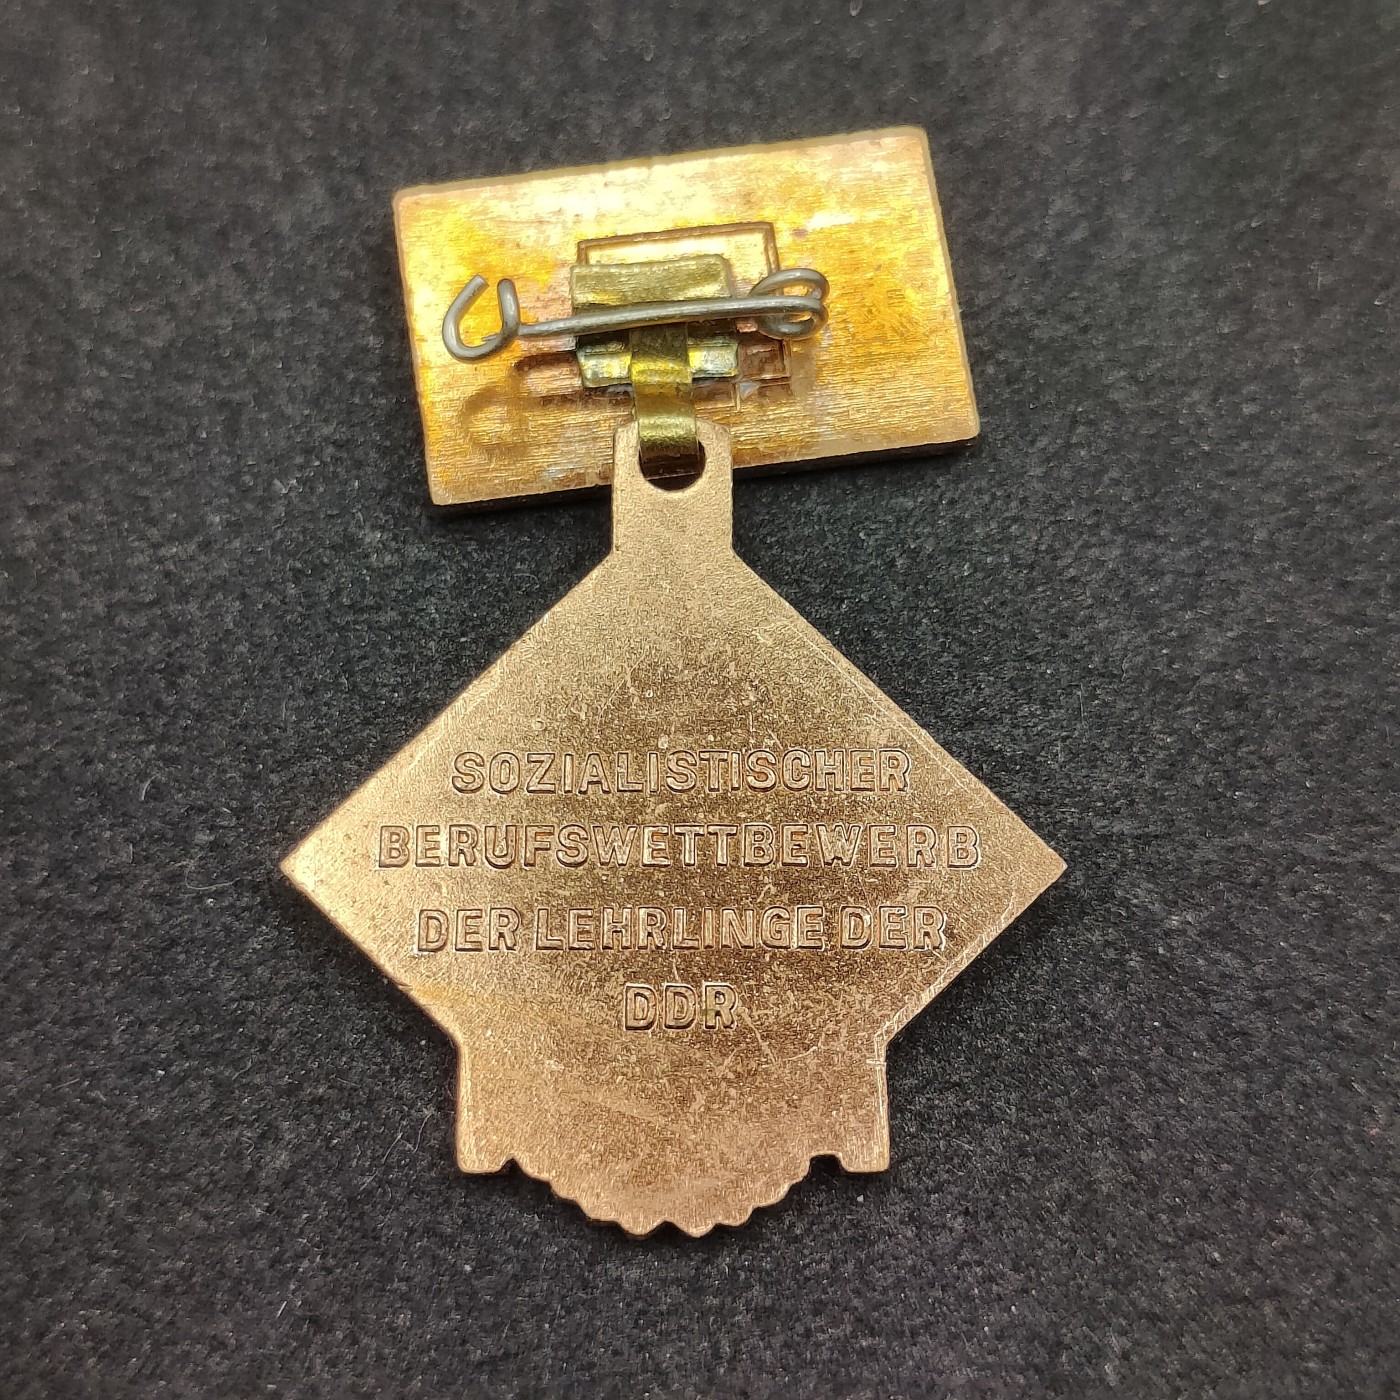 SOZIALISTISCHER
BERUFSWETTBEWERB
DER LEHRLINGE DER
DDR